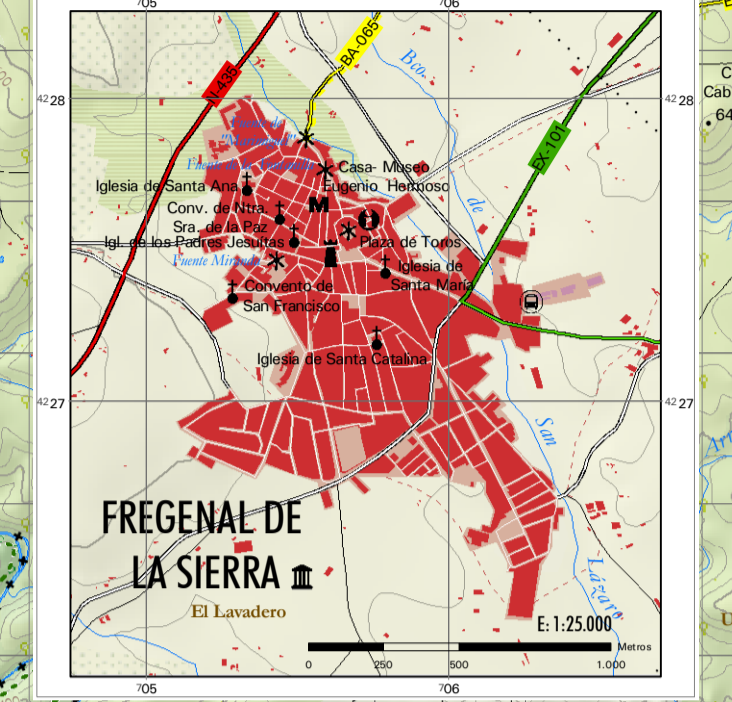 705
706
N-435
BA-065
Bco.
42 28
42 28
EX-101
Fuente de
Casa- Museo
Eugenio Hermoso
Iglesia de Santa Ana
M
Conv. de Ntra.
Sra. de la Paz
de
Igl. de los Padres Jesuitas
Plaza de Toros
Fuente Miranda
Iglesia de
Santa María
Convento de
San Francisco
Iglesia de Santa Catalina
42 27
42 27
San
FREGENAL DE
LA SIERRA
El Lavadero
Lázaro
E: 1:25.000
Metros
0 250 500 1.000
705
706